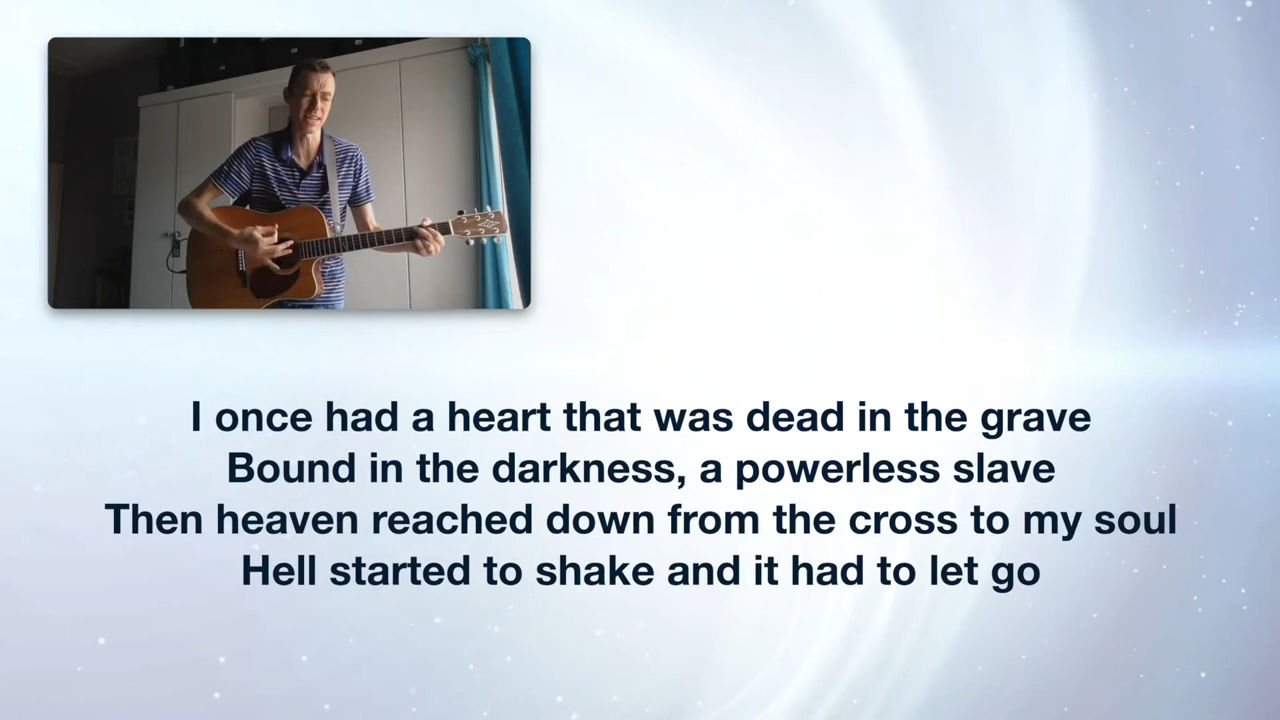 I once had a heart that was dead in the grave
Bound in the darkness, a powerless slave
Then heaven reached down from the cross to my soul
Hell started to shake and it had to let go